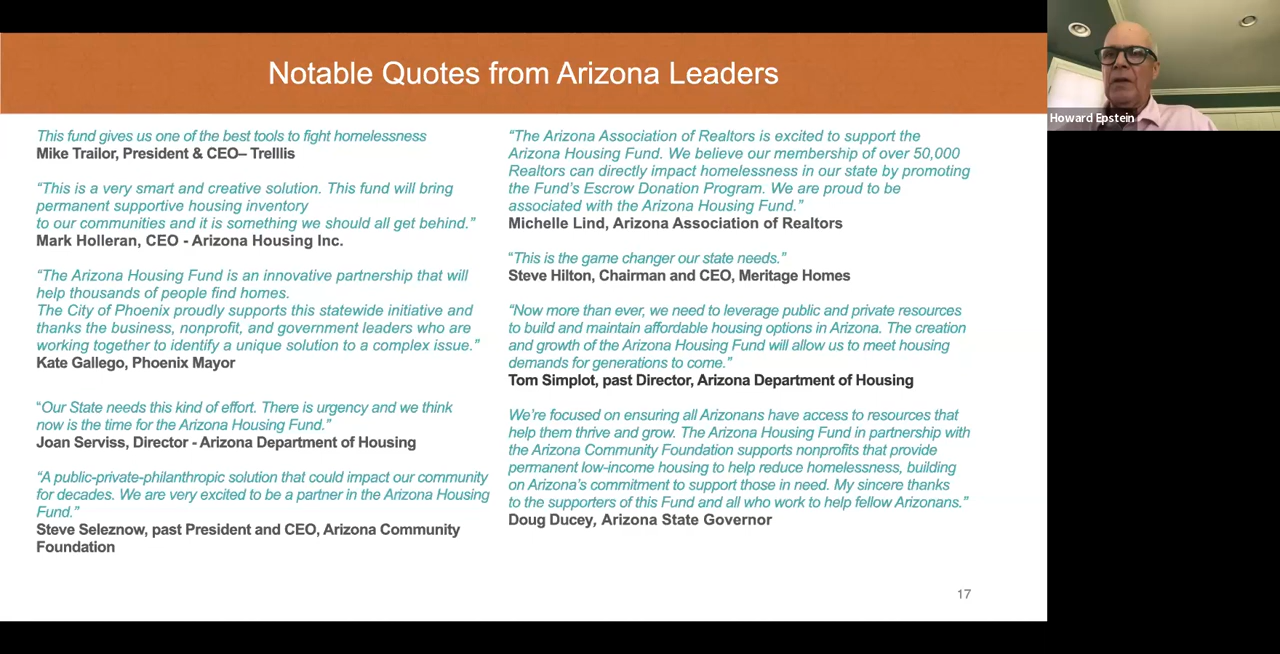 Notable Quotes from Arizona Leaders
This fund gives us one of the best tools to fight homelessness
Mike Trailor, President & CEO– Trelllis
“This is a very smart and creative solution. This fund will bring
permanent supportive housing inventory
to our communities and it is something we should all get behind.”
Mark Holleran, CEO - Arizona Housing Inc.
“The Arizona Housing Fund is an innovative partnership that will
help thousands of people find homes.
The City of Phoenix proudly supports this statewide initiative and
thanks the business, nonprofit, and government leaders who are
working together to identify a unique solution to a complex issue.”
Kate Gallego, Phoenix Mayor
“Our State needs this kind of effort. There is urgency and we think
now is the time for the Arizona Housing Fund.”
Joan Serviss, Director - Arizona Department of Housing
“A public-private-philanthropic solution that could impact our community
for decades. We are very excited to be a partner in the Arizona Housing
Fund.”
Steve Seleznow, past President and CEO, Arizona Community
Foundation
“The Arizona Association of Realtors is excited to support the
Arizona Housing Fund. We believe our membership of over 50,000
Realtors can directly impact homelessness in our state by promoting
the Fund’s Escrow Donation Program. We are proud to be
associated with the Arizona Housing Fund.”
Michelle Lind, Arizona Association of Realtors
“This is the game changer our state needs.”
Steve Hilton, Chairman and CEO, Meritage Homes
“Now more than ever, we need to leverage public and private resources
to build and maintain affordable housing options in Arizona. The creation
and growth of the Arizona Housing Fund will allow us to meet housing
demands for generations to come.”
Tom Simplot, past Director, Arizona Department of Housing
We’re focused on ensuring all Arizonans have access to resources that
help them thrive and grow. The Arizona Housing Fund in partnership with
the Arizona Community Foundation supports nonprofits that provide
permanent low-income housing to help reduce homelessness, building
on Arizona’s commitment to support those in need. My sincere thanks
to the supporters of this Fund and all who work to help fellow Arizonans.”
Doug Ducey, Arizona State Governor
17
Howard Epstein